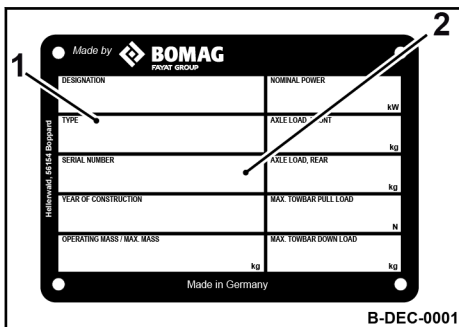 2
1
Made by BOMAG
FAYAT GROUP
DESIGNATION
NOMINAL POWER
kW
TYPE
AXLE LOAD, FRONT
kg
SERIAL NUMBER
AXLE LOAD, REAR
kg
YEAR OF CONSTRUCTION
MAX. TOWBAR PULL LOAD
N
OPERATING MASS / MAX. MASS
kg
MAX. TOWBAR DOWN LOAD
kg
Hellerwald, 56154 Boppard
Made in Germany
B-DEC-0001